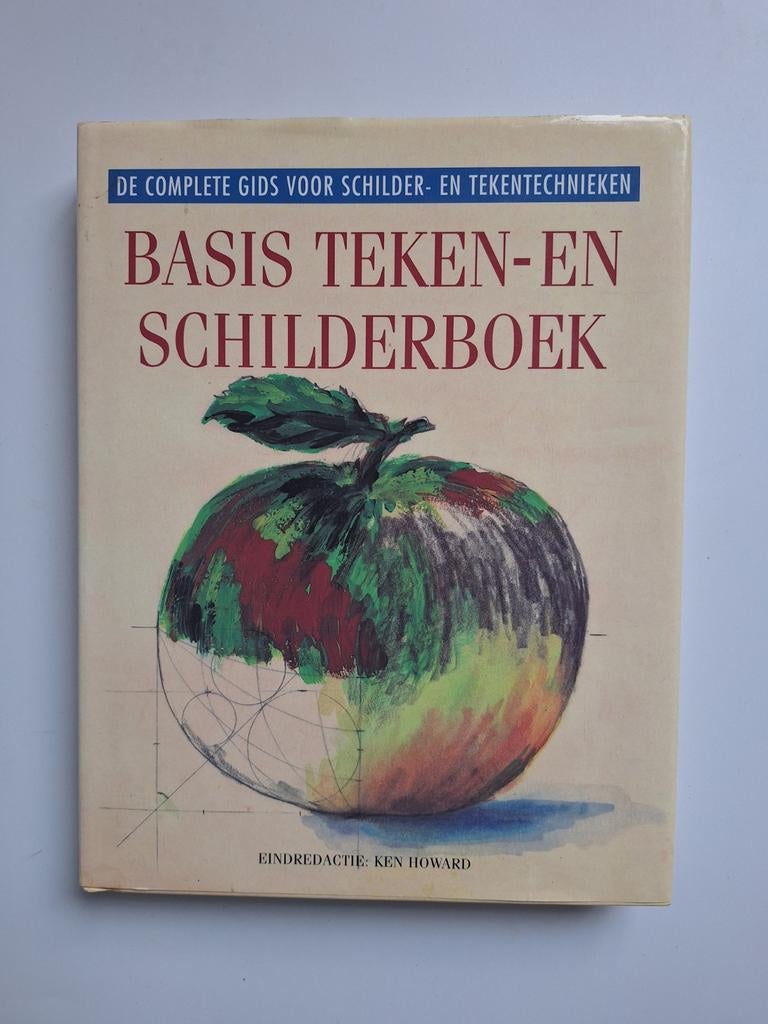 DE COMPLETE GIDS VOOR SCHILDER- EN TEKENTECHNIEKEN
BASIS TEKEN-EN
SCHILDERBOEK
EINDREDACTIE: KEN HOWARD